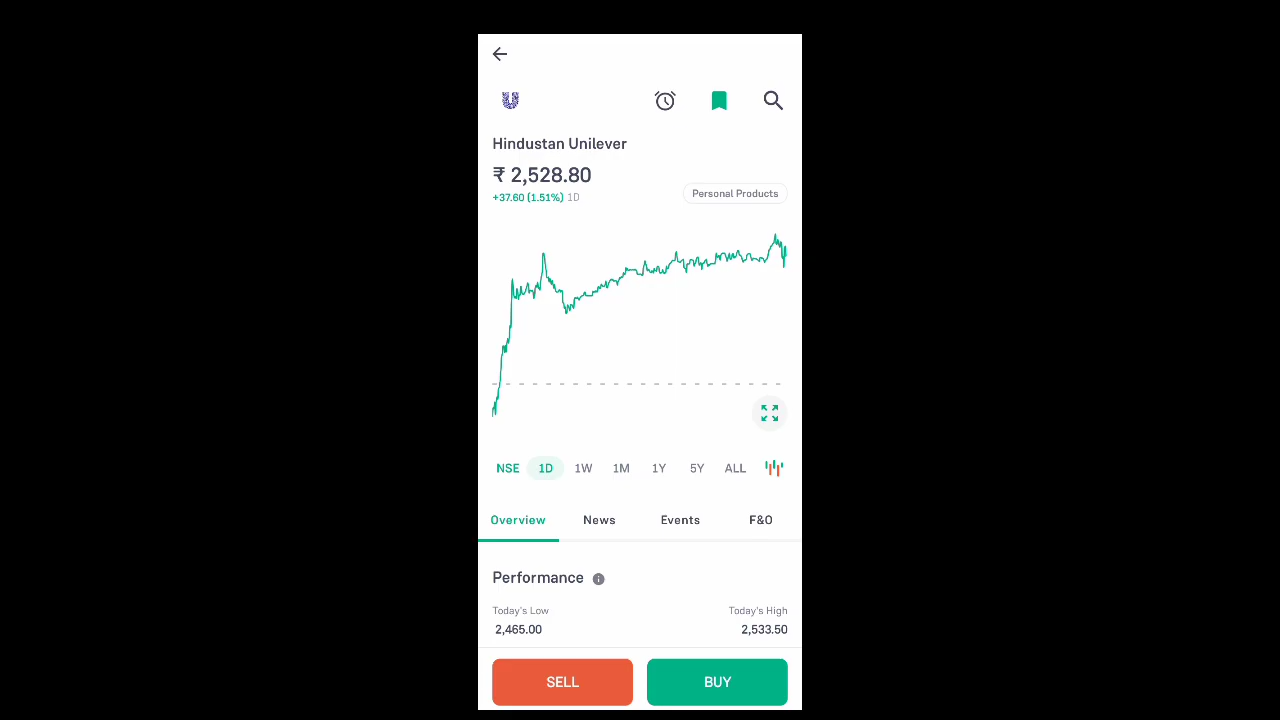 Hindustan Unilever
₹ 2,528.80
+37.60 (1.51%) 1D
Personal Products
NSE 1D 1W 1M 1Y 5Y ALL
Overview News Events F&O
Performance
Today's Low Today's High
2,465.00 2,533.50
SELL BUY